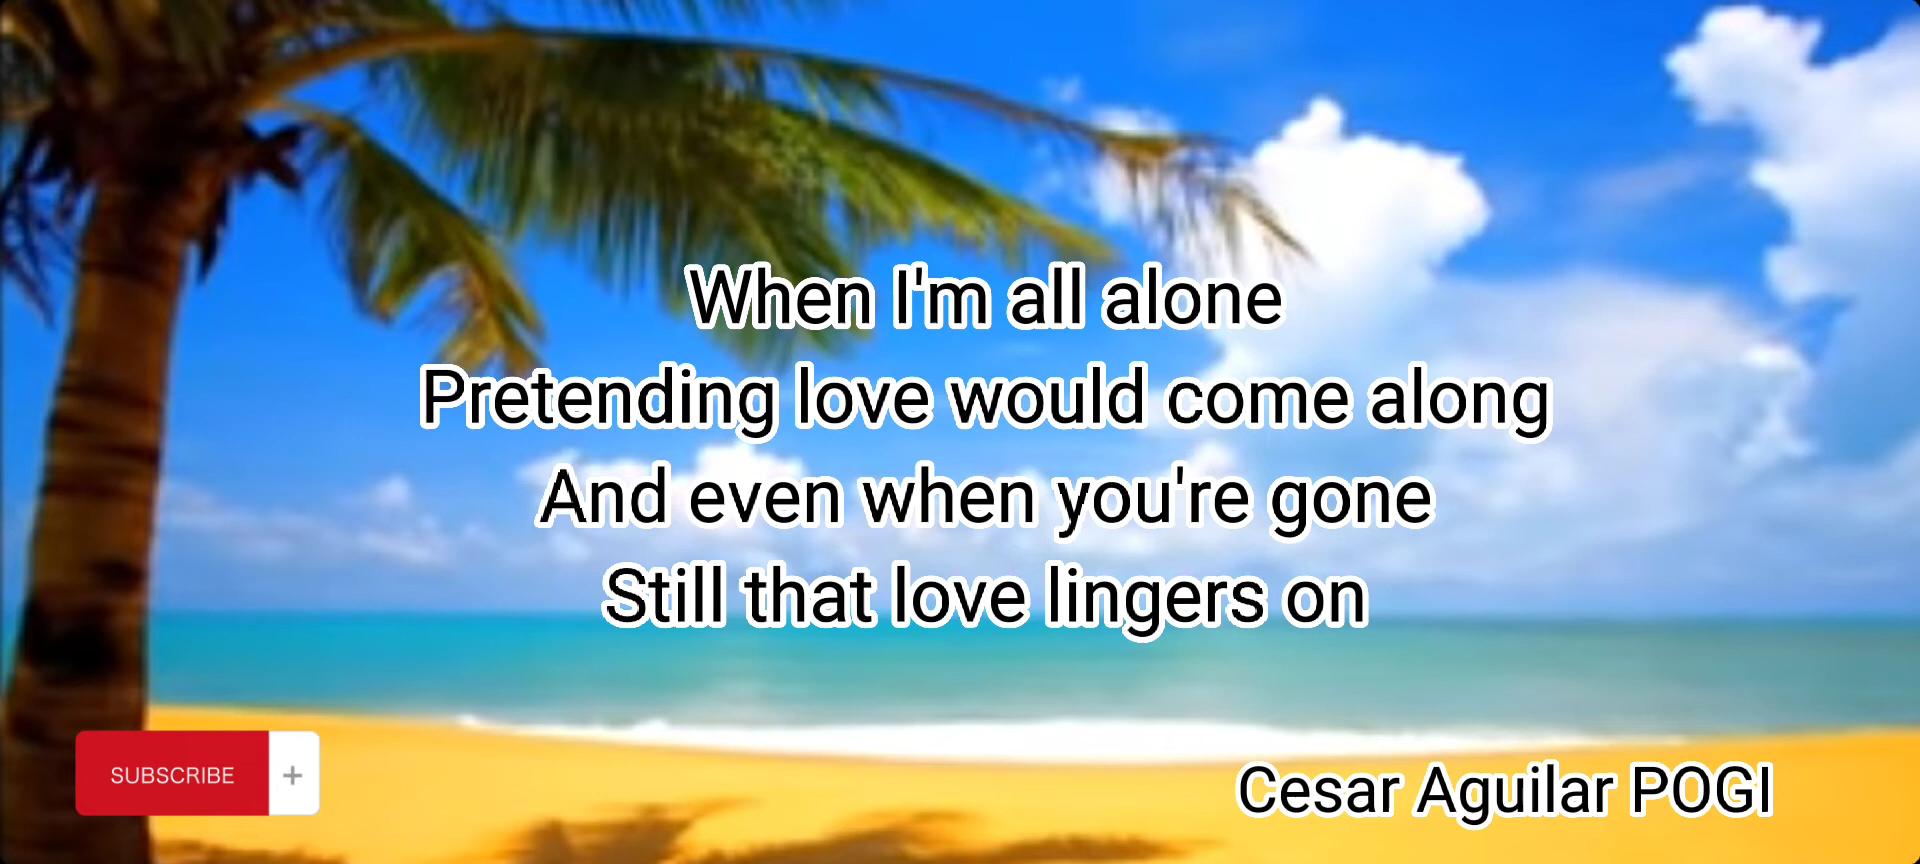 When I'm all alone
Pretending love would come along
And even when you're gone
Still that love lingers on
SUBSCRIBE +
Cesar Aguilar POGI